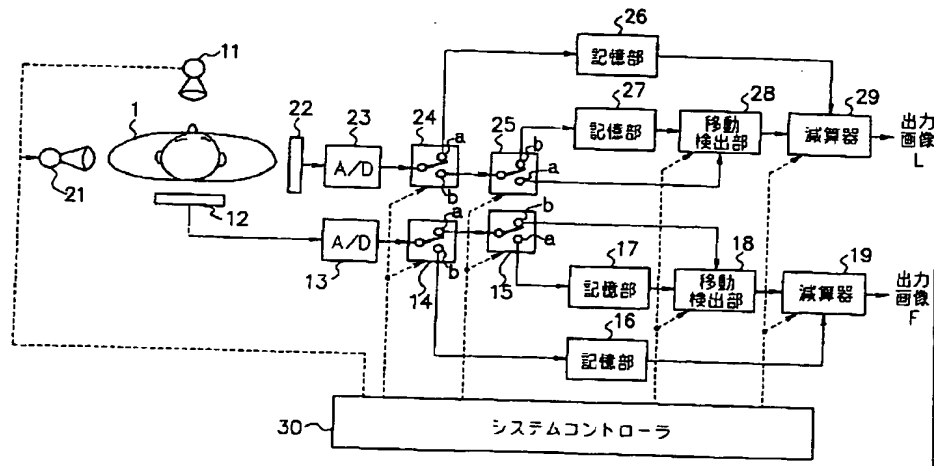 11
26
記憶部
1
22
23
24
a
25
27
記憶部
28
29
A/D
b
b
a
移動
検出部
減算器
出力
画像
L
21
12
a
b
b
a
A/D
13
14
15
17
記憶部
18
移動
検出部
19
減算器
出力
画像
F
16
記憶部
30
システムコントローラ